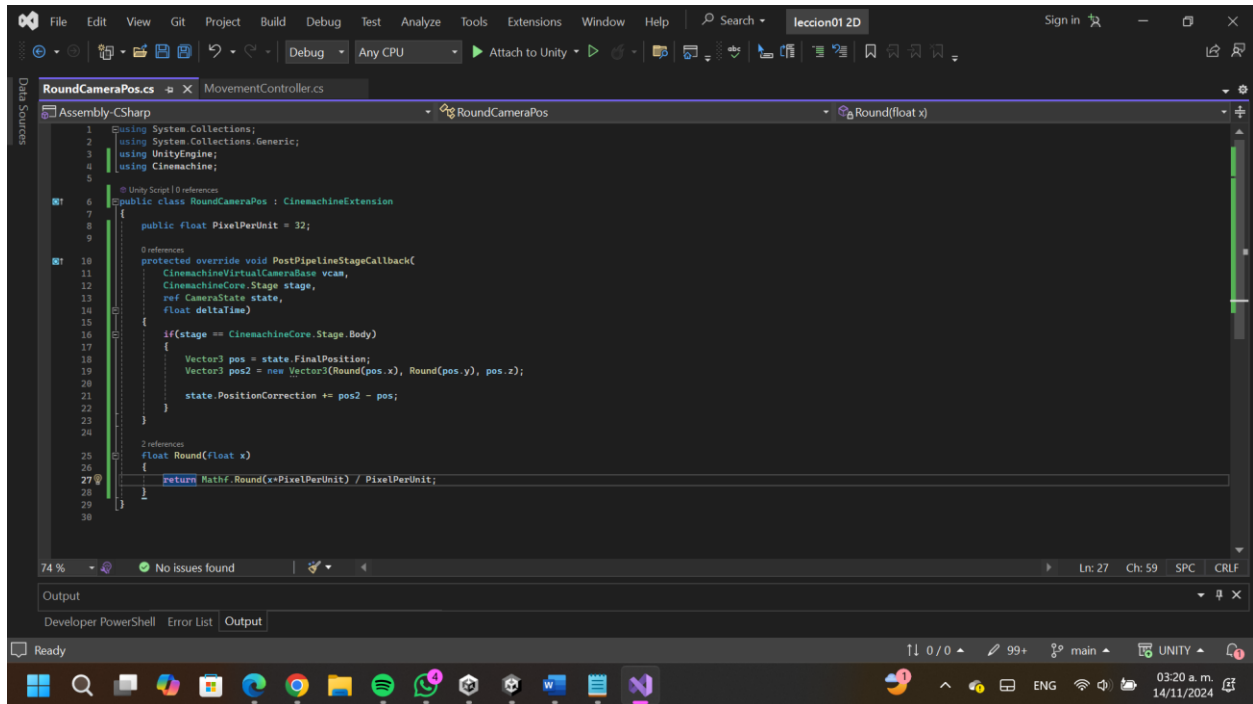 File Edit View Git Project Build Debug Test Analyze Tools Extensions Window Help Search leccion01 2D Sign in
Debug Any CPU Attach to Unity
Data Sources
RoundCameraPos.cs MovementController.cs
Assembly-CSharp RoundCameraPos Round(float x)
1 using System.Collections;
2 using System.Collections.Generic;
3 using UnityEngine;
4 using Cinemachine;
5
Unity Script | 0 references
6 public class RoundCameraPos : CinemachineExtension
7 {
8 public float PixelPerUnit = 32;
9
0 references
10 protected override void PostPipelineStageCallback(
11 CinemachineVirtualCameraBase vcam,
12 CinemachineCore.Stage stage,
13 ref CameraState state,
14 float deltaTime)
15 {
16 if(stage == CinemachineCore.Stage.Body)
17 {
18 Vector3 pos = state.FinalPosition;
19 Vector3 pos2 = new Vector3(Round(pos.x), Round(pos.y), pos.z);
20
21 state.PositionCorrection += pos2 - pos;
22 }
23 }
24
2 references
25 float Round(float x)
26 {
27 return Mathf.Round(x*PixelPerUnit) / PixelPerUnit;
28 }
29 }
30
74 % No issues found Ln: 27 Ch: 59 SPC CRLF
Output
Developer PowerShell Error List Output
Ready 0 / 0 99+ main UNITY 1
4 1 ENG 03:20 a. m.
14/11/2024